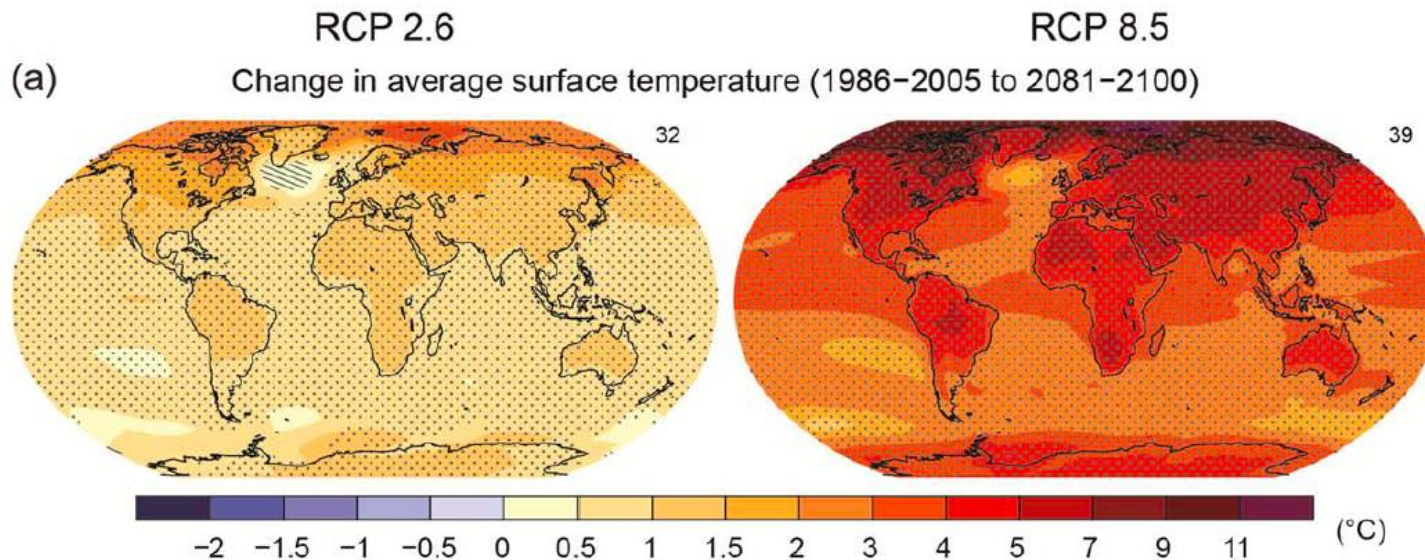 RCP 2.6 RCP 8.5
(a) Change in average surface temperature (1986−2005 to 2081−2100)
32 39
−2 −1.5 −1 −0.5 0 0.5 1 1.5 2 3 4 5 7 9 11 (°C)